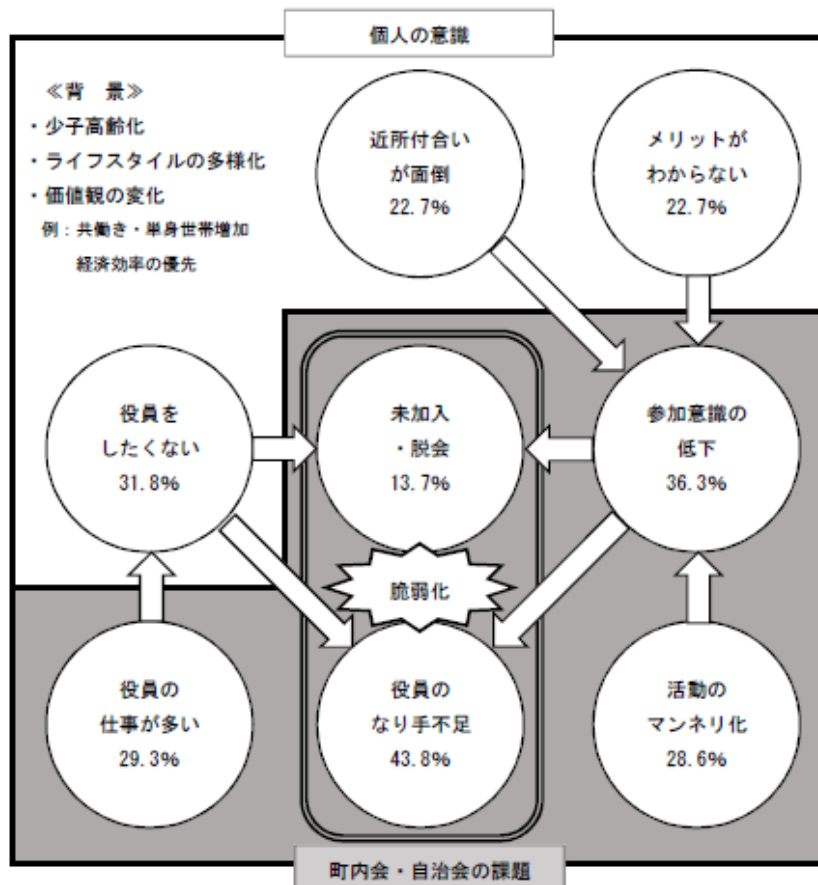 個人の意識
≪背　景≫
・少子高齢化
・ライフスタイルの多様化
・価値観の変化
例：共働き・単身世帯増加
経済効率の優先
近所付合い
が面倒
22.7%
メリットが
わからない
22.7%
役員を
したくない
31.8%
未加入
・脱会
13.7%
参加意識の
低下
36.3%
脆弱化
役員の
仕事が多い
29.3%
役員の
なり手不足
43.8%
活動の
マンネリ化
28.6%
町内会・自治会の課題